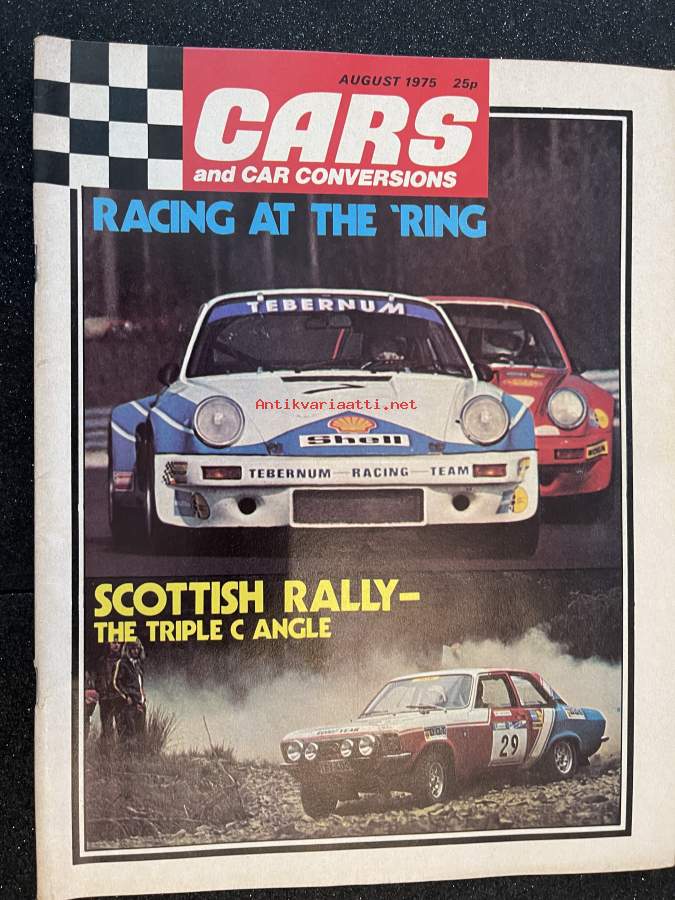 AUGUST 1975 25p
CARS
and CAR CONVERSIONS
RACING AT THE 'RING
TEBERNUM
Antikvariaatti.net
Shell
TEBERNUM RACING TEAM
SCOTTISH RALLY-
THE TRIPLE C ANGLE
29